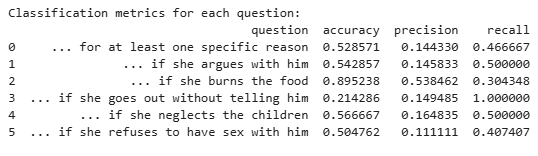 Classification metrics for each question:
question accuracy precision recall
0 ... for at least one specific reason 0.528571 0.144330 0.466667
1 ... if she argues with him 0.542857 0.145833 0.500000
2 ... if she burns the food 0.895238 0.538462 0.304348
3 ... if she goes out without telling him 0.214286 0.149485 1.000000
4 ... if she neglects the children 0.566667 0.164835 0.500000
5 ... if she refuses to have sex with him 0.504762 0.111111 0.407407